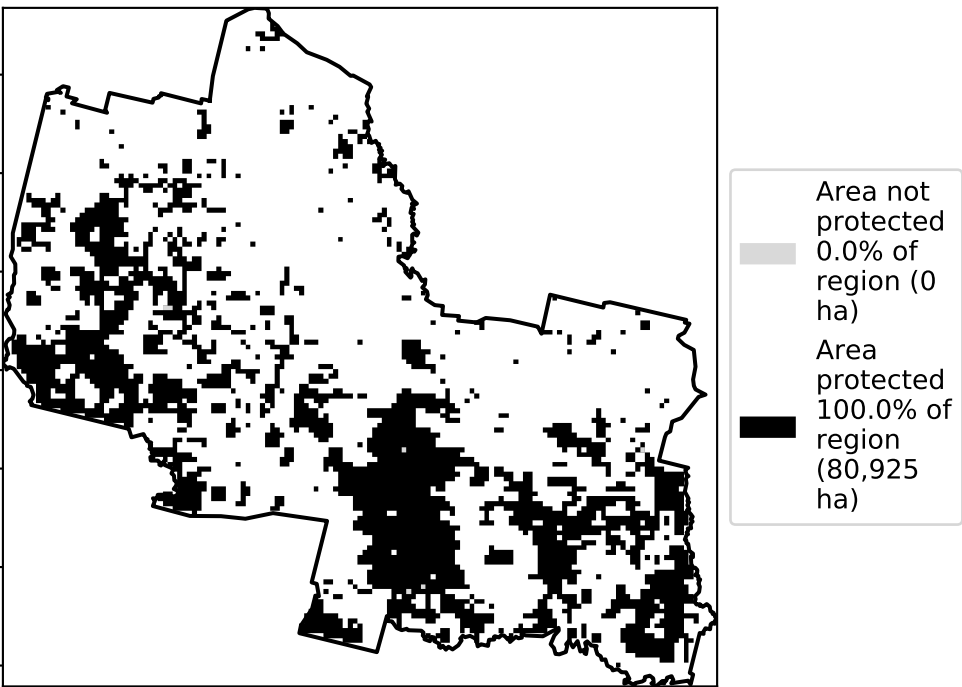 Area not
protected
0.0% of
region (0
ha)
Area
protected
100.0% of
region
(80,925
ha)